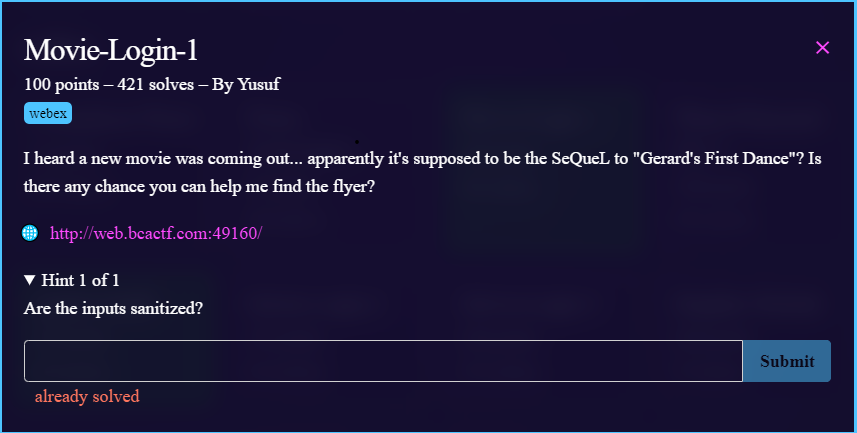 Movie-Login-1
100 points – 421 solves – By Yusuf
webex
I heard a new movie was coming out... apparently it's supposed to be the SeQueL to "Gerard's First Dance"? Is
there any chance you can help me find the flyer?
http://web.bcactf.com:49160/
Hint 1 of 1
Are the inputs sanitized?
Submit
already solved